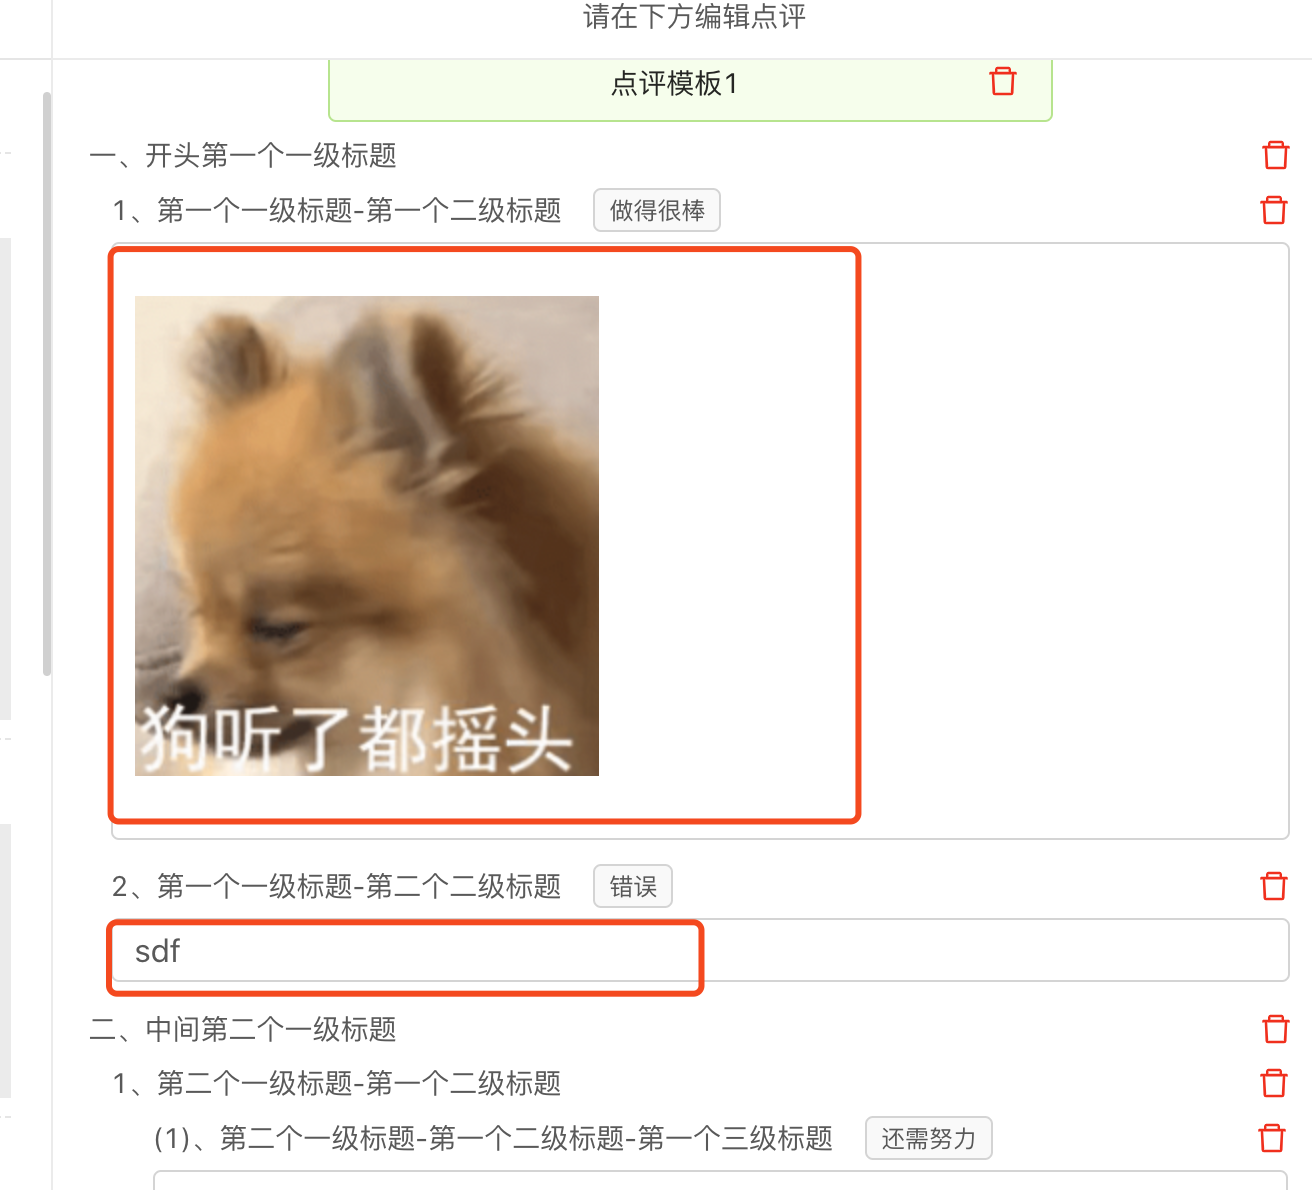 请在下方编辑点评
点评模板1
一、开头第一个一级标题
1、第一个一级标题-第一个二级标题 做得很棒
狗听了都摇头
2、第一个一级标题-第二个二级标题 错误
sdf
二、中间第二个一级标题
1、第二个一级标题-第一个二级标题
(1)、第二个一级标题-第一个二级标题-第一个三级标题 还需努力